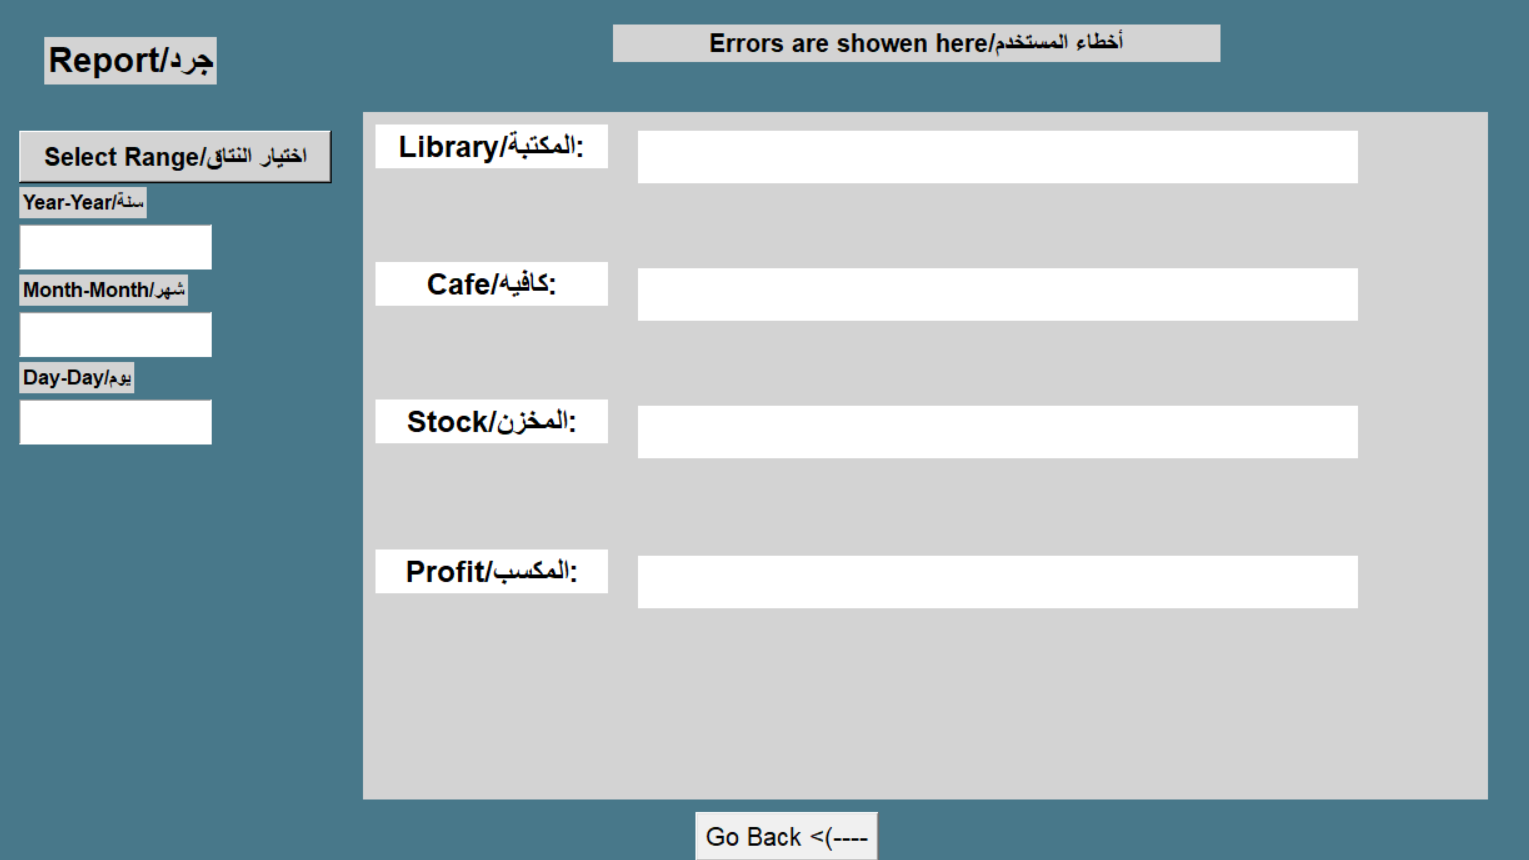 Report/جرد
Errors are showen here/أخطاء المستخدم
Select Range/اختيار النتاق
Year-Year/سنة
Month-Month/شهر
Day-Day/يوم
Library/المكتبة:
Cafe/كافيه:
Stock/المخزن:
Profit/المكسب:
Go Back <(----